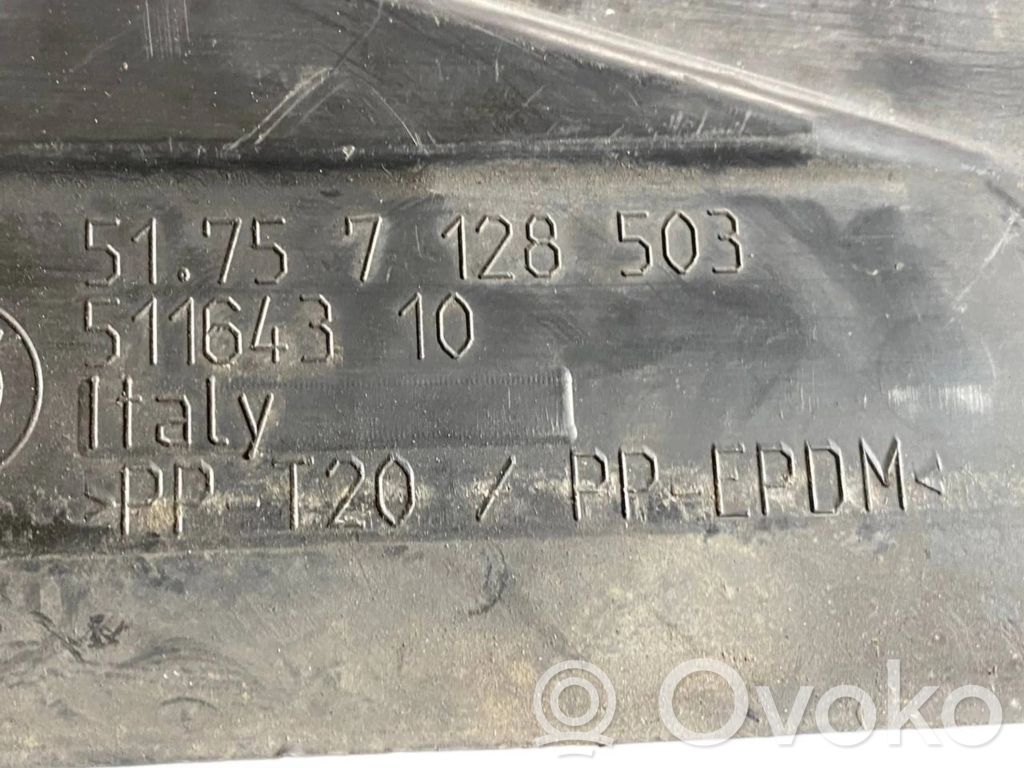 51.75 7 128 503
511643 10
Italy
>PP-T20 / PP-EPDM<
© Ovoko